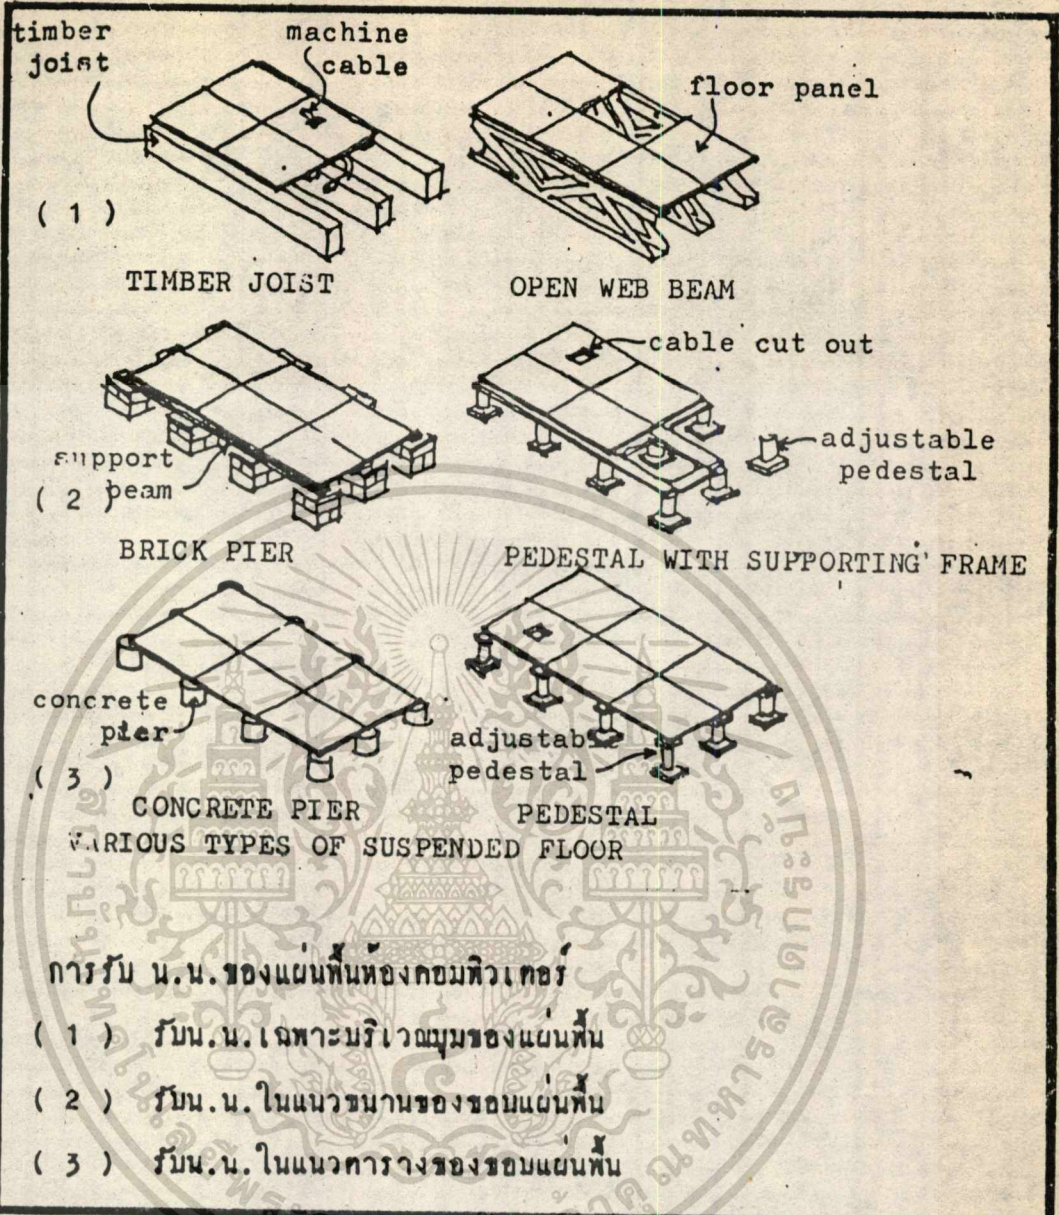 timber joist
machine cable
floor panel
( 1 )
TIMBER JOIST
OPEN WEB BEAM
cable cut out
support beam
adjustable pedestal
( 2 )
BRICK PIER
PEDESTAL WITH SUPPORTING FRAME
concrete pier
adjustable pedestal
( 3 )
CONCRETE PIER
PEDESTAL
VARIOUS TYPES OF SUSPENDED FLOOR
การรับ น.น.ของแผ่นพื้นห้องคอมพิวเตอร์
( 1 ) รับน.น.เฉพาะบริเวณมุมของแผ่นพื้น
( 2 ) รับน.น.ในแนวขนานของขอบแผ่นพื้น
( 3 ) รับน.น.ในแนวตารางของขอบแผ่นพื้น